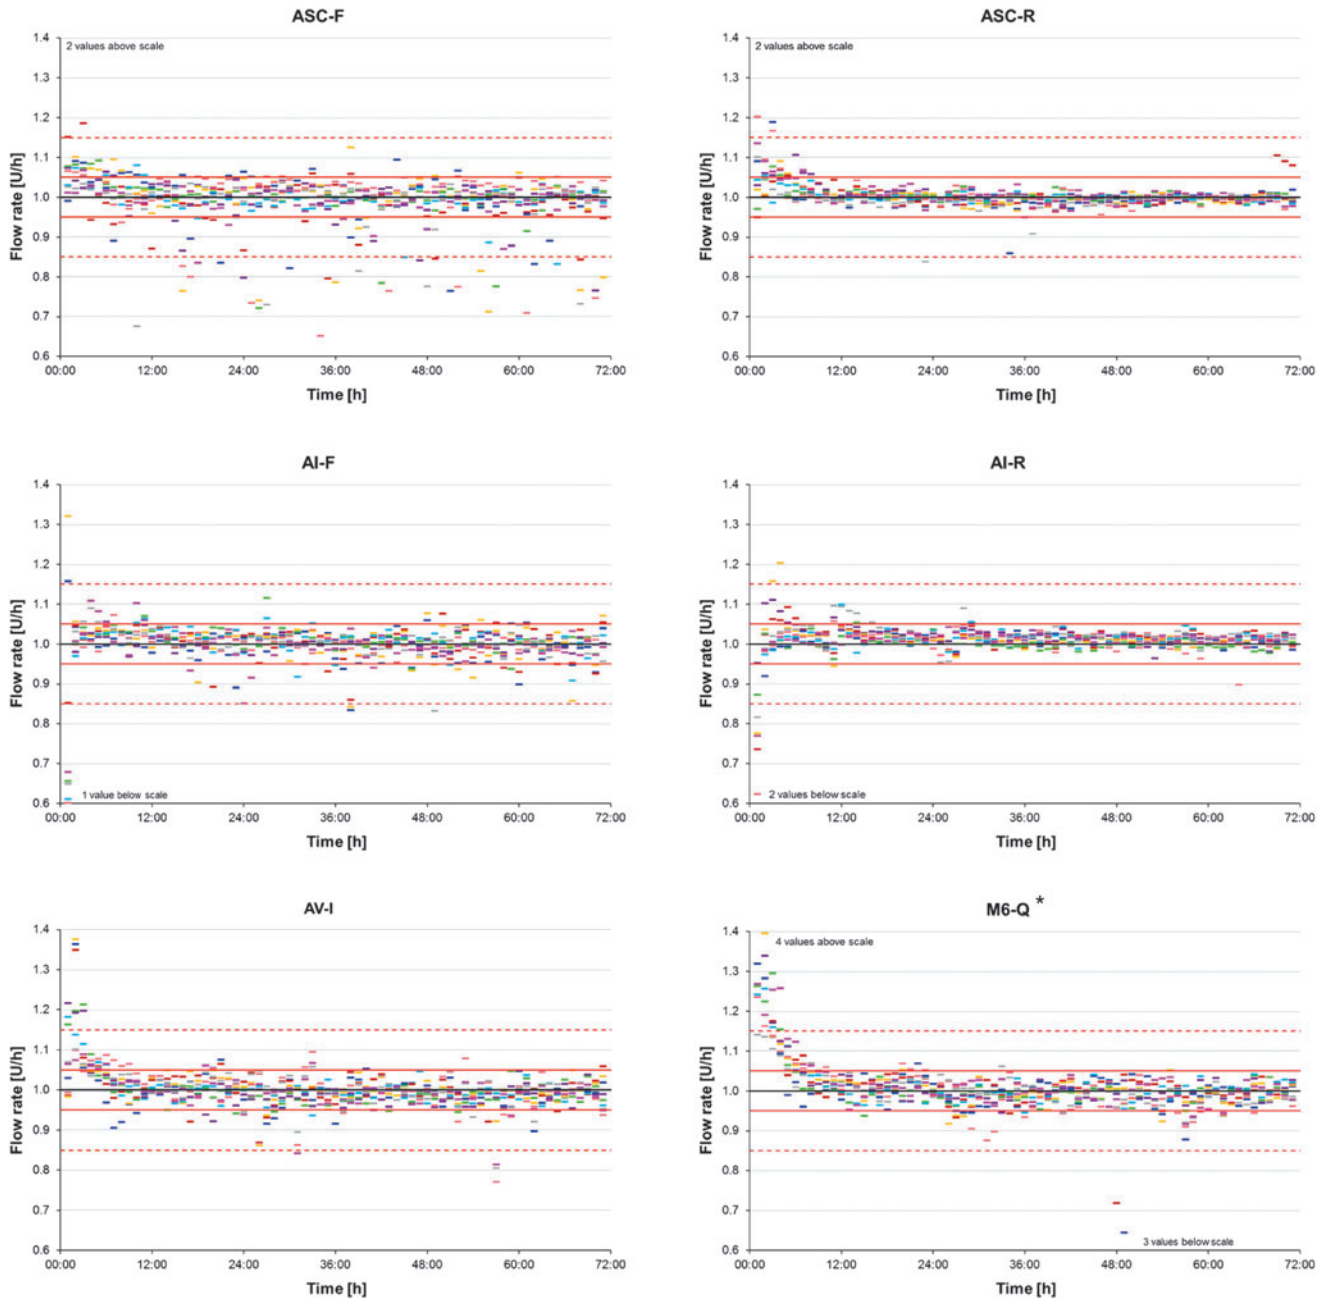 ASC-F
2 values above scale
Flow rate [U/h]
1.4
1.3
1.2
1.1
1.0
0.9
0.8
0.7
0.6
00:00 12:00 24:00 36:00 48:00 60:00 72:00
Time [h]
ASC-R
2 values above scale
Flow rate [U/h]
1.4
1.3
1.2
1.1
1.0
0.9
0.8
0.7
0.6
00:00 12:00 24:00 36:00 48:00 60:00 72:00
Time [h]
AI-F
Flow rate [U/h]
1.4
1.3
1.2
1.1
1.0
0.9
0.8
0.7
0.6
1 value below scale
00:00 12:00 24:00 36:00 48:00 60:00 72:00
Time [h]
AI-R
Flow rate [U/h]
1.4
1.3
1.2
1.1
1.0
0.9
0.8
0.7
0.6
2 values below scale
00:00 12:00 24:00 36:00 48:00 60:00 72:00
Time [h]
AV-I
Flow rate [U/h]
1.4
1.3
1.2
1.1
1.0
0.9
0.8
0.7
0.6
00:00 12:00 24:00 36:00 48:00 60:00 72:00
Time [h]
M6-Q *
4 values above scale
Flow rate [U/h]
1.4
1.3
1.2
1.1
1.0
0.9
0.8
0.7
0.6
3 values below scale
00:00 12:00 24:00 36:00 48:00 60:00 72:00
Time [h]